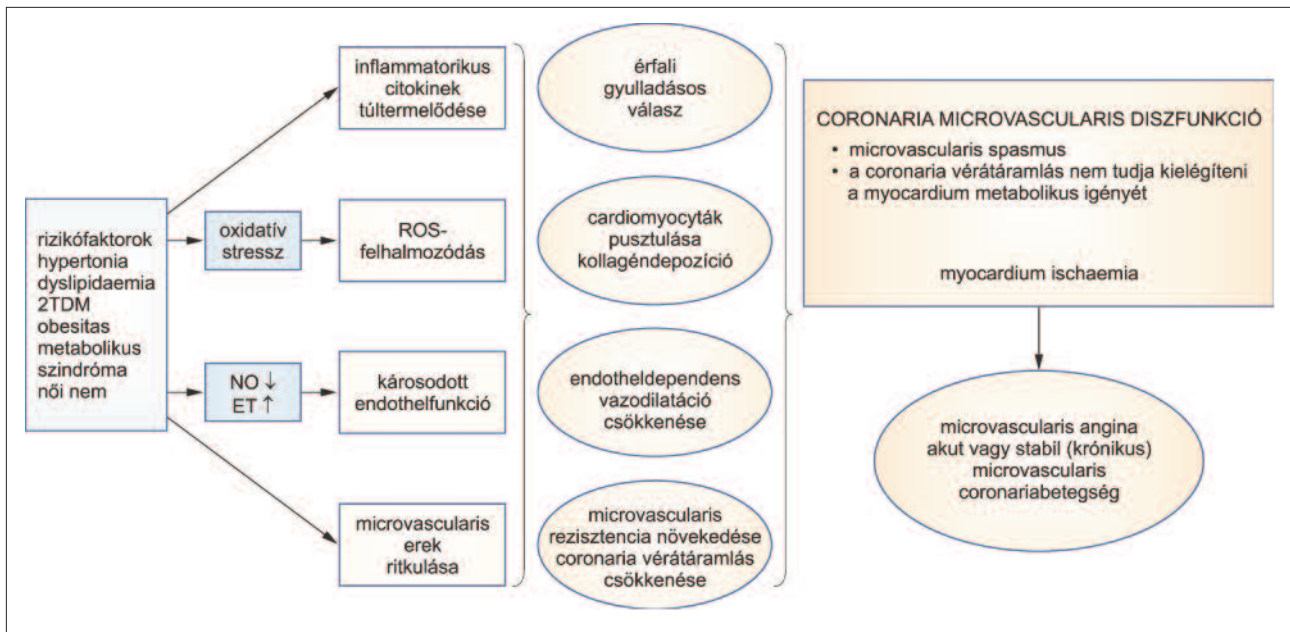 inflammatorikus
citokinek
túltermelődése
érfali
gyulladásos
válasz
CORONARIA MICROVASCULARIS DISZFUNKCIÓ
• microvascularis spasmus
• a coronaria vérátáramlás nem tudja kielégíteni
a myocardium metabolikus igényét
myocardium ischaemia
rizikófaktorok
hypertonia
dyslipidaemia
2TDM
obesitas
metabolikus
szindróma
női nem
oxidatív
stressz
ROS-
felhalmozódás
cardiomyocyták
pusztulása
kollagéndepozíció
NO ↓
ET ↑
károsodott
endothelfunkció
endotheldependens
vazodilatáció
csökkenése
microvascularis
erek
ritkulása
microvascularis
rezisztencia növekedése
coronaria vérátáramlás
csökkenése
microvascularis angina
akut vagy stabil (krónikus)
microvascularis
coronariabetegség